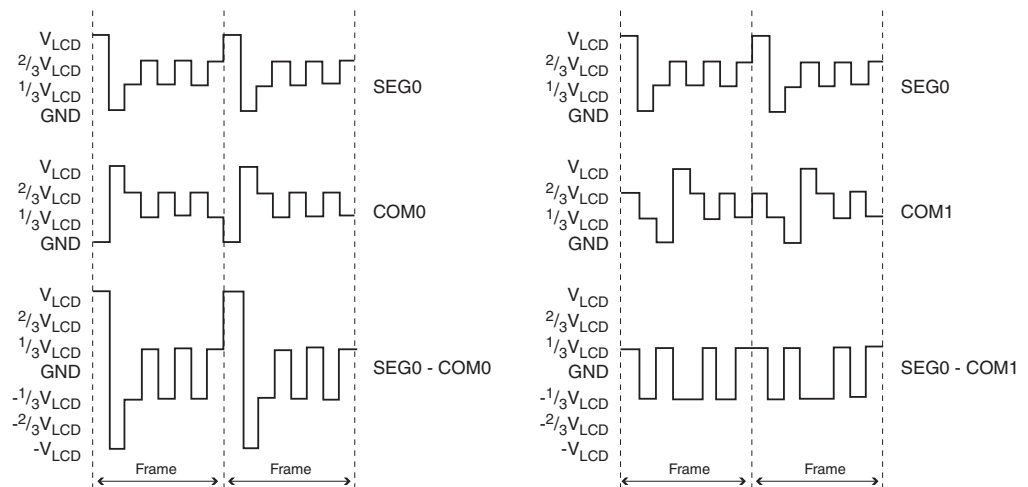 V_LCD
2/3V_LCD
1/3V_LCD
GND
SEG0
V_LCD
2/3V_LCD
1/3V_LCD
GND
COM0
V_LCD
2/3V_LCD
1/3V_LCD
GND
-1/3V_LCD
-2/3V_LCD
-V_LCD
SEG0 - COM0
Frame
Frame
V_LCD
2/3V_LCD
1/3V_LCD
GND
SEG0
V_LCD
2/3V_LCD
1/3V_LCD
GND
COM1
V_LCD
2/3V_LCD
1/3V_LCD
GND
-1/3V_LCD
-2/3V_LCD
-V_LCD
SEG0 - COM1
Frame
Frame